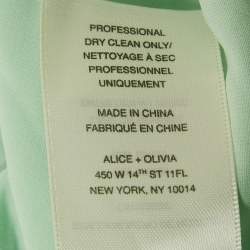 PROFESSIONAL
DRY CLEAN ONLY/
NETTOYAGE À SEC
PROFESSIONNEL
UNIQUEMENT
MADE IN CHINA
FABRIQUÉ EN CHINE
ALICE + OLIVIA
450 W 14TH ST 11FL
NEW YORK, NY 10014